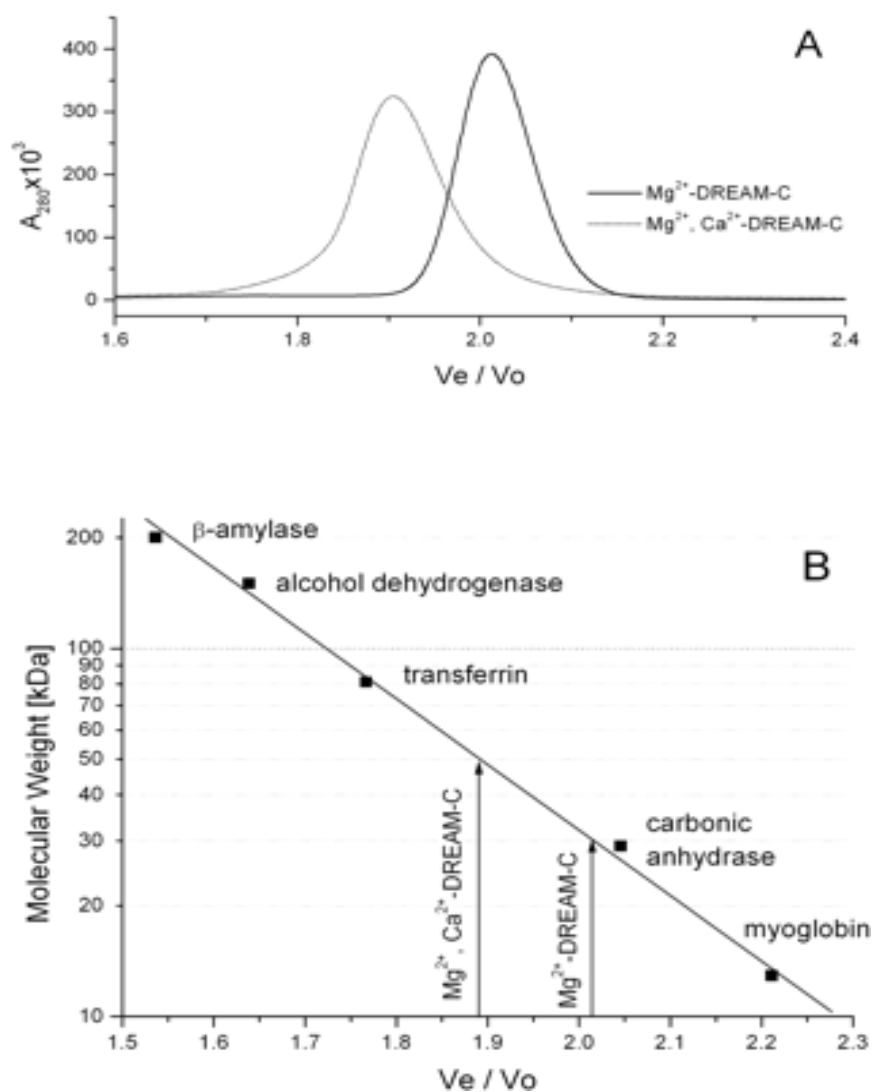 A
400
300
200
100
0
A₂₈₀x10³
Mg²⁺-DREAM-C
Mg²⁺, Ca²⁺-DREAM-C
1.6 1.8 2.0 2.2 2.4
Ve / Vo
B
200
100
90
80
70
60
50
40
30
20
10
Molecular Weight [kDa]
β-amylase
alcohol dehydrogenase
transferrin
carbonic
anhydrase
myoglobin
Mg²⁺, Ca²⁺-DREAM-C
Mg²⁺-DREAM-C
1.5 1.6 1.7 1.8 1.9 2.0 2.1 2.2 2.3
Ve / Vo